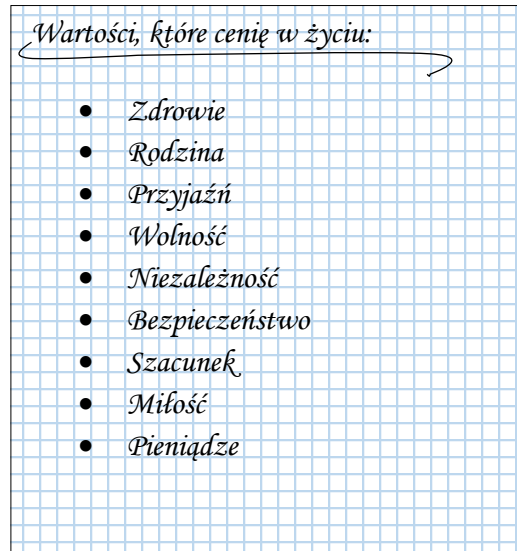 Wartości, które cenię w życiu:
• Zdrowie
• Rodzina
• Przyjaźń
• Wolność
• Niezależność
• Bezpieczeństwo
• Szacunek
• Miłość
• Pieniądze